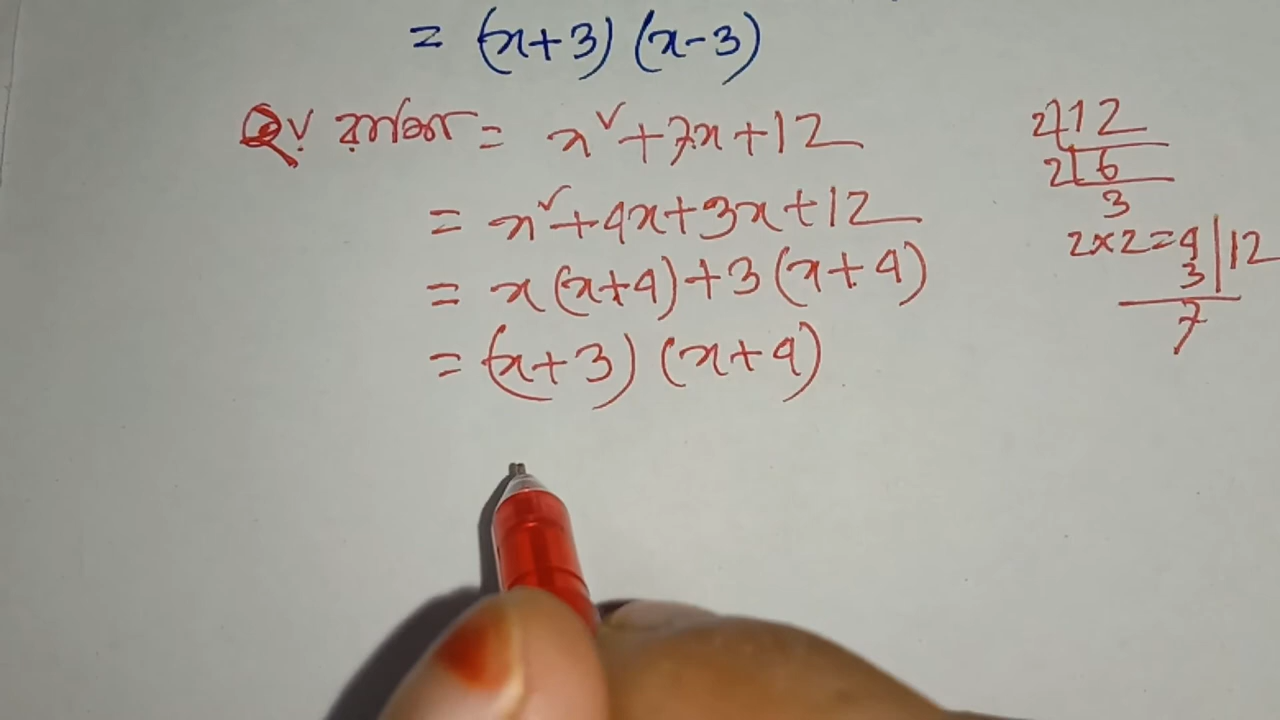 = (x+3) (x-3)
২য় রাশি = x² + 7x + 12
= x² + 4x + 3x + 12
= x (x+4) + 3 (x+4)
= (x+3) (x+4)
2 12
2 6
3
2×2=4 12
3
7